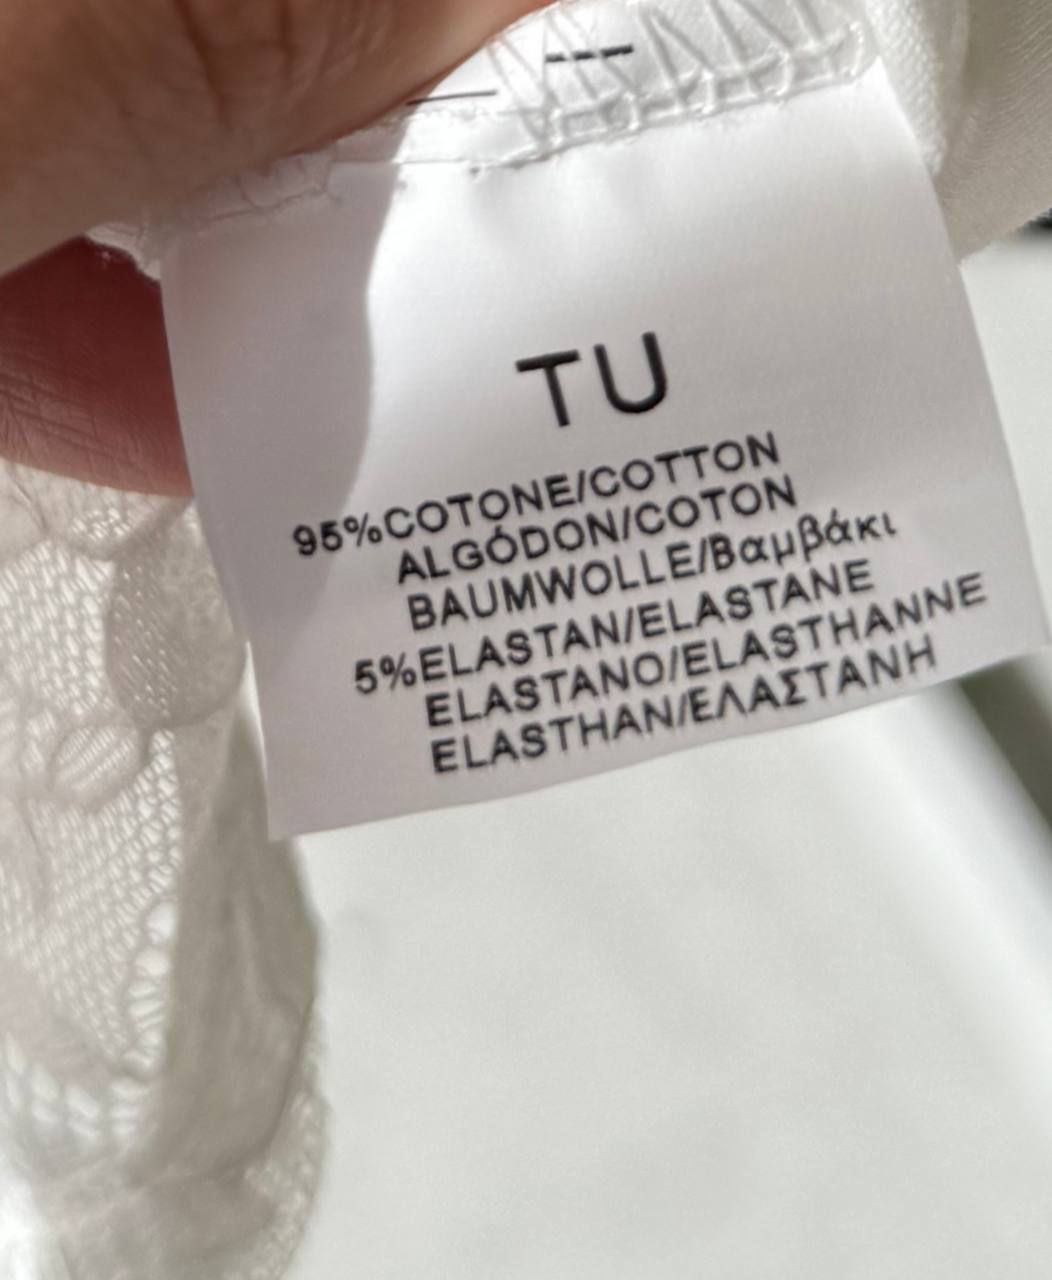 TU
95%COTONE/COTTON
ALGÓDON/COTON
BAUMWOLLE/Βαμβάκι
5%ELASTAN/ELASTANE
ELASTANO/ELASTHANNE
ELASTHAN/ΕΛΑΣΤΑΝΗ